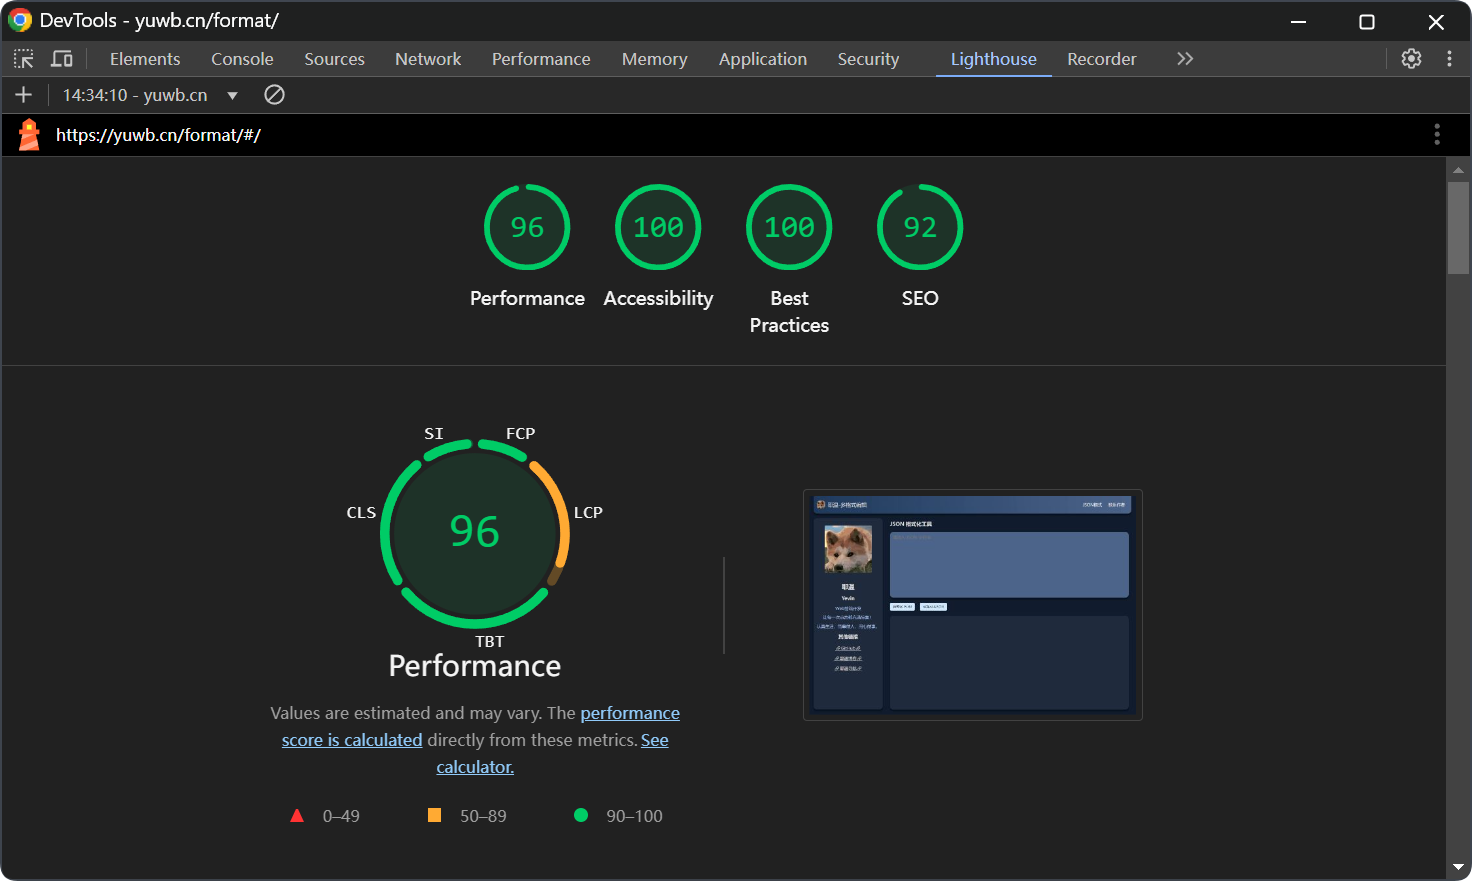 DevTools - yuwb.cn/format/
Elements Console Sources Network Performance Memory Application Security Lighthouse Recorder
14:34:10 - yuwb.cn
https://yuwb.cn/format/#/
96 100 100 92
Performance Accessibility Best Practices SEO
SI FCP
CLS LCP
96
TBT
Performance
Values are estimated and may vary. The performance
score is calculated directly from these metrics. See
calculator.
0–49 50–89 90–100
JSON 格式化工具
Yevin